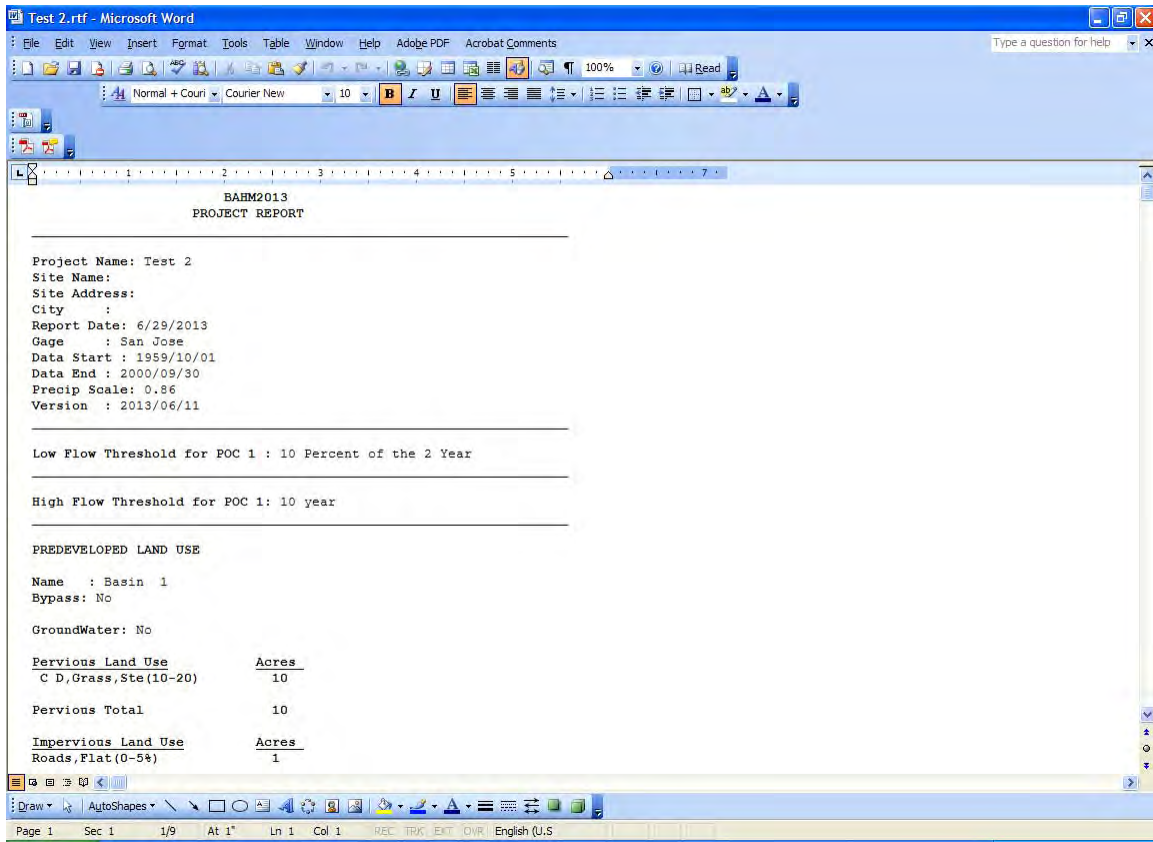 Test 2.rtf - Microsoft Word
File Edit View Insert Format Tools Table Window Help Adobe PDF Acrobat Comments Type a question for help
100% Read
Normal + Couri Courier New 10 B I U
1 2 3 4 5 7
BAHM2013
PROJECT REPORT
Project Name: Test 2
Site Name:
Site Address:
City :
Report Date: 6/29/2013
Gage : San Jose
Data Start : 1959/10/01
Data End : 2000/09/30
Precip Scale: 0.86
Version : 2013/06/11
Low Flow Threshold for POC 1 : 10 Percent of the 2 Year
High Flow Threshold for POC 1: 10 year
PREDEVELOPED LAND USE
Name : Basin 1
Bypass: No
GroundWater: No
Pervious Land Use Acres
C D,Grass,Ste(10-20) 10
Pervious Total 10
Impervious Land Use Acres
Roads,Flat(0-5%) 1
Draw AutoShapes
Page 1 Sec 1 1/9 At 1" Ln 1 Col 1 REC TRK EXT OVR English (U.S